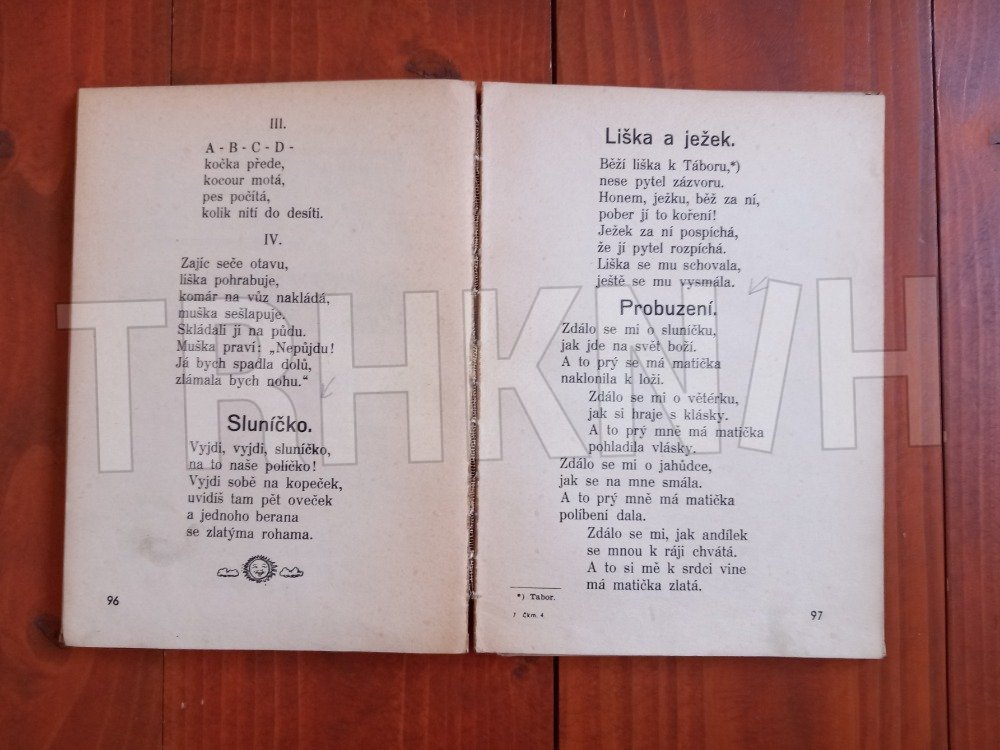 III.
A - B - C - D -
kočka přede,
kocour motá,
pes počítá,
kolik nití do desíti.
IV.
Zajíc seče otavu,
liška pohrabuje,
komár na vůz nakládá,
muška sešlapuje.
Skládali ji na půdu.
Muška praví: „Nepůjdu!
Já bych spadla dolů,
zlámala bych nohu.“
Sluníčko.
Vyjdi, vyjdi, sluníčko,
na to naše políčko!
Vyjdi sobě na kopeček,
uvidíš tam pět oveček
a jednoho berana
se zlatýma rohama.
96
Liška a ježek.
Běží liška k Táboru,*)
nese pytel zázvoru.
Honem, ježku, běž za ní,
pober jí to koření!
Ježek za ní pospíchá,
že jí pytel rozpíchá.
Liška se mu schovala,
ještě se mu vysmála.
Probuzení.
Zdálo se mi o sluníčku,
jak jde na svět boží.
A to prý se má matička
naklonila k loži.
Zdálo se mi o větérku,
jak si hraje s klásky.
A to prý mně má matička
pohladila vlásky.
Zdálo se mi o jahůdce,
jak se na mne smála.
A to prý mně má matička
políbení dala.
Zdálo se mi, jak andílek
se mnou k ráji chvátá.
A to si mě k srdci vine
má matička zlatá.
*) Tabor.
7 Čkm. 4.
97
TRHKNIH